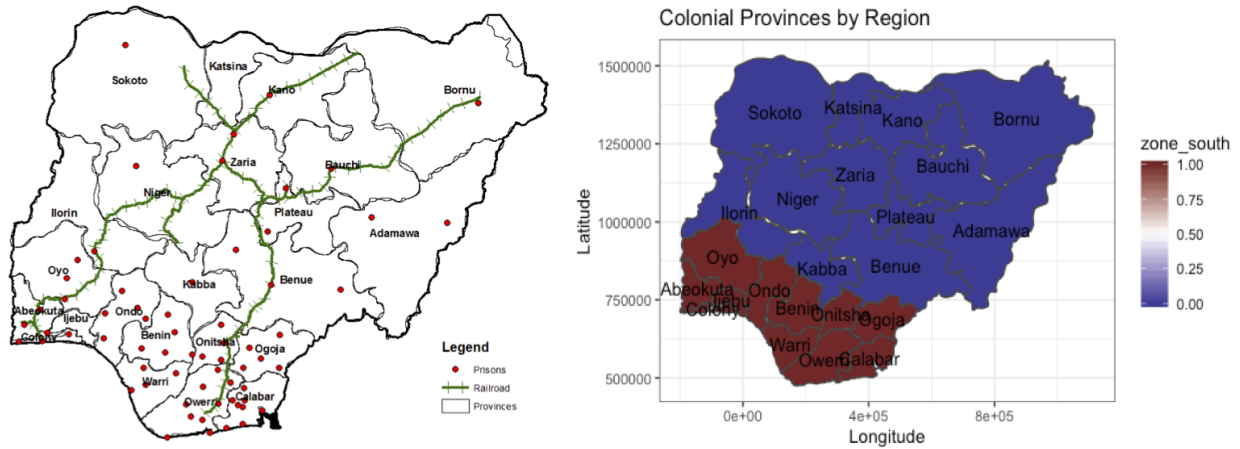 Sokoto
Katsina
Kano
Bornu
Zaria
Bauchi
Niger
Ilorin
Plateau
Adamawa
Oyo
Kabba
Benue
Abeokuta
Ijebu
Ondo
Colony
Benin
Onitsha
Ogoja
Warri
Owerri
Calabar
Legend
Prisons
Railroad
Provinces
Colonial Provinces by Region
1500000
1250000
1000000
750000
500000
Latitude
Sokoto
Katsina
Kano
Bornu
Bauchi
Zaria
Niger
Ilorin
Plateau
Adamawa
Oyo
Kabba
Benue
Abeokuta
Ijebu
Colony
Ondo
Benin
Onitsha
Ogoja
Warri
Owerri
Calabar
0e+00
4e+05
8e+05
Longitude
zone_south
1.00
0.75
0.50
0.25
0.00